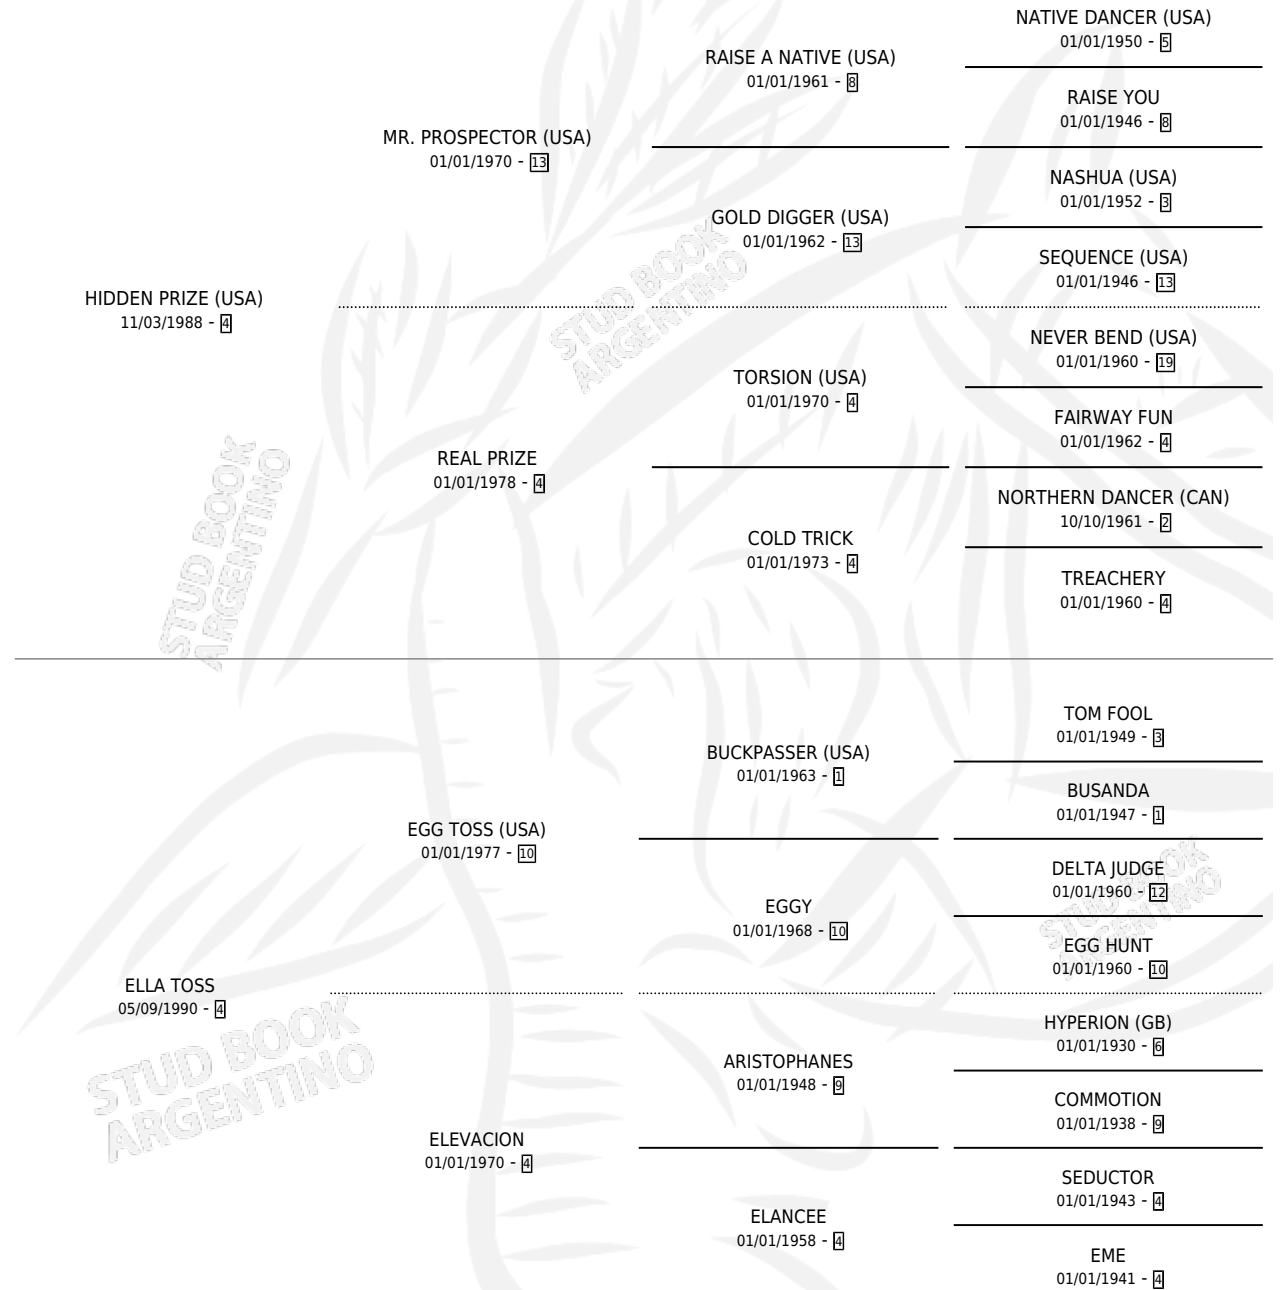 HIDDEN PRIZE (USA)
11/03/1988 - 4
MR. PROSPECTOR (USA)
01/01/1970 - 13
REAL PRIZE
01/01/1978 - 4
RAISE A NATIVE (USA)
01/01/1961 - 8
GOLD DIGGER (USA)
01/01/1962 - 13
TORSION (USA)
01/01/1970 - 4
COLD TRICK
01/01/1973 - 4
NATIVE DANCER (USA)
01/01/1950 - 5
RAISE YOU
01/01/1946 - 8
NASHUA (USA)
01/01/1952 - 3
SEQUENCE (USA)
01/01/1946 - 13
NEVER BEND (USA)
01/01/1960 - 19
FAIRWAY FUN
01/01/1962 - 4
NORTHERN DANCER (CAN)
10/10/1961 - 2
TREACHERY
01/01/1960 - 4
ELLA TOSS
05/09/1990 - 4
EGG TOSS (USA)
01/01/1977 - 10
ELEVACION
01/01/1970 - 4
BUCKPASSER (USA)
01/01/1963 - 1
EGGY
01/01/1968 - 10
ARISTOPHANES
01/01/1948 - 9
ELANCEE
01/01/1958 - 4
TOM FOOL
01/01/1949 - 3
BUSANDA
01/01/1947 - 1
DELTA JUDGE
01/01/1960 - 12
EGG HUNT
01/01/1960 - 10
HYPERION (GB)
01/01/1930 - 6
COMMOTION
01/01/1938 - 9
SEDUCTOR
01/01/1943 - 4
EME
01/01/1941 - 4
STUD BOOK
ARGENTINO
STUD BOOK
ARGENTINO
STUD BOOK
ARGENTINO
STUD BOOK
ARGENTINO